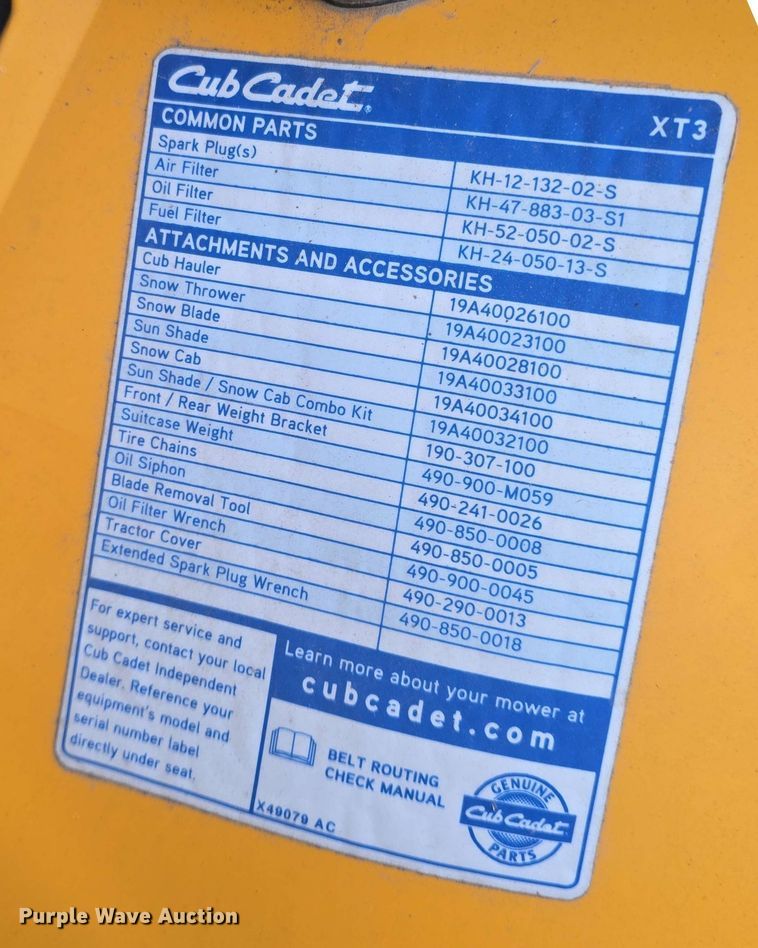 Cub Cadet.
XT3
COMMON PARTS
Spark Plug(s) KH-12-132-02-S
Air Filter KH-47-883-03-S1
Oil Filter KH-52-050-02-S
Fuel Filter KH-24-050-13-S
ATTACHMENTS AND ACCESSORIES
Cub Hauler 19A40026100
Snow Thrower 19A40023100
Snow Blade 19A40028100
Sun Shade 19A40033100
Snow Cab 19A40034100
Sun Shade / Snow Cab Combo Kit 19A40032100
Front / Rear Weight Bracket 190-307-100
Suitcase Weight 490-900-M059
Tire Chains 490-241-0026
Oil Siphon 490-850-0008
Blade Removal Tool 490-850-0005
Oil Filter Wrench 490-900-0045
Tractor Cover 490-290-0013
Extended Spark Plug Wrench 490-850-0018
For expert service and
support, contact your local
Cub Cadet Independent
Dealer. Reference your
equipment's model and
serial number label
directly under seat.
Learn more about your mower at
cubcadet.com
BELT ROUTING
CHECK MANUAL
X49079 AC
GENUINE
Cub Cadet
PARTS
Purple Wave Auction